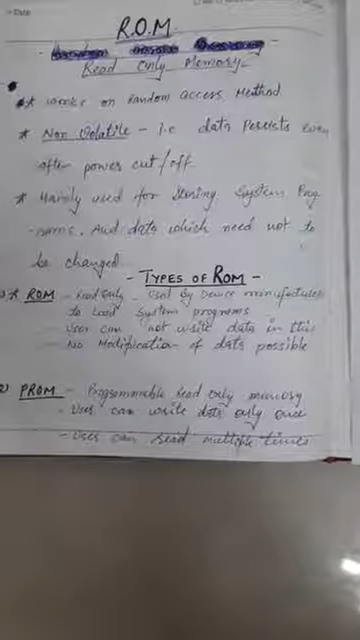 R.O.M
Read Only Memory
* Works on Random access Method
* Non Volatile - i.e data Persists even
after power cut/off
* Mainly used for Storing System Prog
-rams. And data which need not to
be changed
- TYPES OF ROM -
* ROM - Read Only - Used by Device manufacturer
to Load System programs
- User can not write data in this
- No Modification of data possible
2) PROM - Programmable Read only memory
- User can write data only once
- User can read multiple times